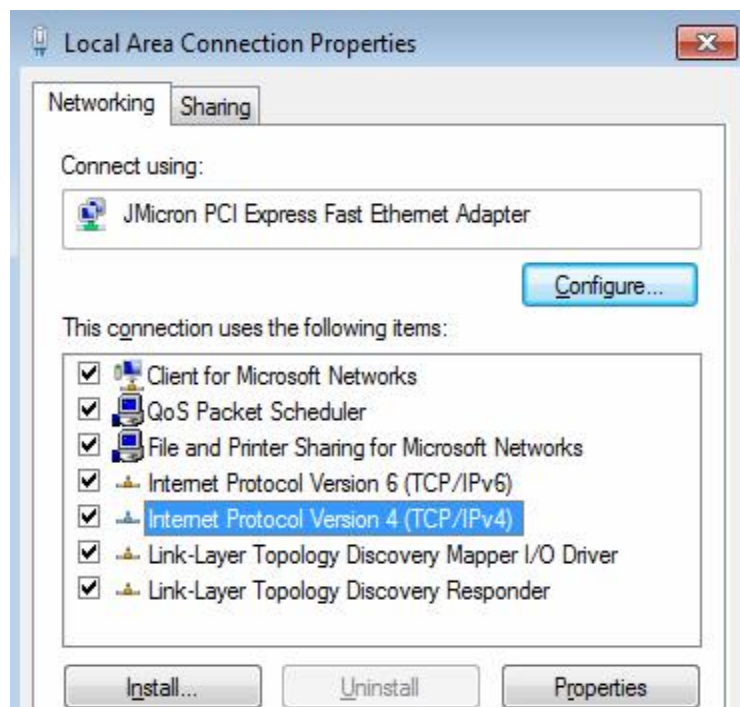 Local Area Connection Properties
Networking
Sharing
Connect using:
JMicron PCI Express Fast Ethernet Adapter
Configure...
This connection uses the following items:
Client for Microsoft Networks
QoS Packet Scheduler
File and Printer Sharing for Microsoft Networks
Internet Protocol Version 6 (TCP/IPv6)
Internet Protocol Version 4 (TCP/IPv4)
Link-Layer Topology Discovery Mapper I/O Driver
Link-Layer Topology Discovery Responder
Install...
Uninstall
Properties